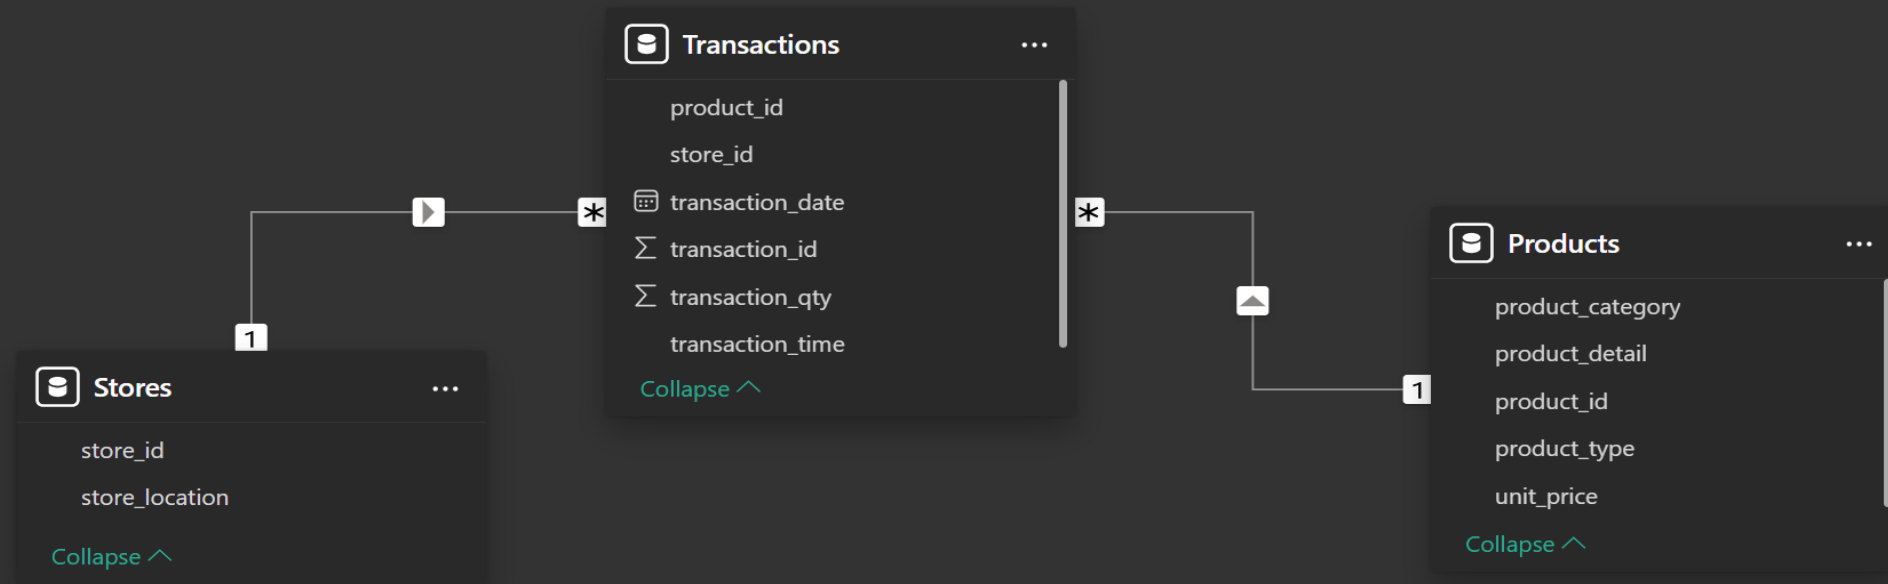 Transactions
product_id
store_id
transaction_date
transaction_id
transaction_qty
transaction_time
Collapse
*
*
1
1
Stores
store_id
store_location
Collapse
Products
product_category
product_detail
product_id
product_type
unit_price
Collapse